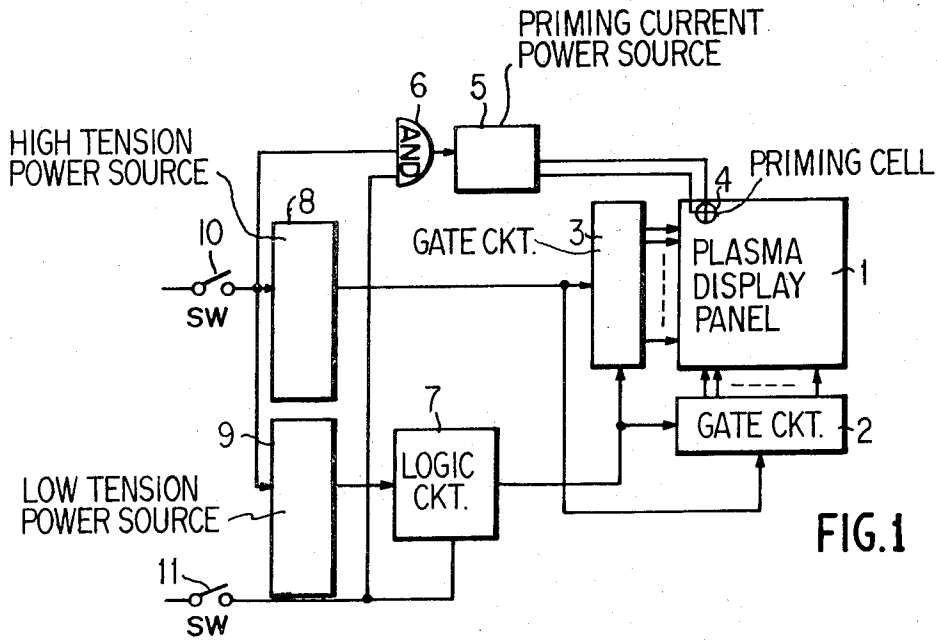 PRIMING CURRENT
POWER SOURCE
6
5
AND
HIGH TENSION
POWER SOURCE
4
PRIMING CELL
8
3
GATE CKT.
10
SW
PLASMA
DISPLAY
PANEL
1
7
9
GATE CKT.
2
LOGIC
CKT.
LOW TENSION
POWER SOURCE
FIG.1
11
SW